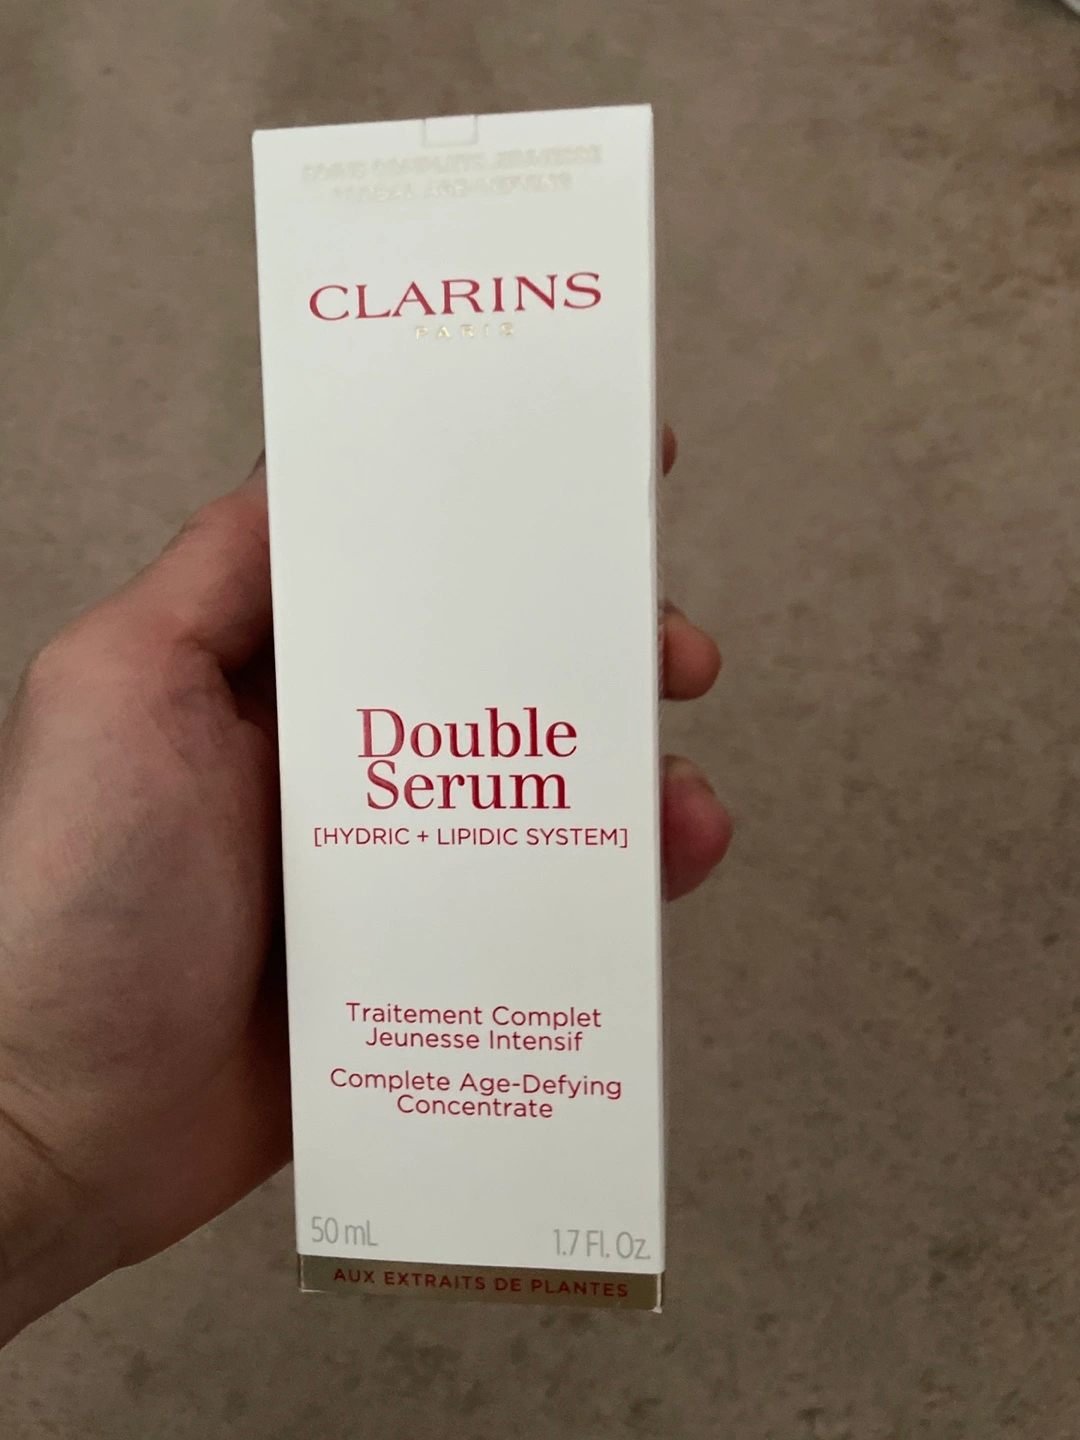 CLARINS
PARIS
Double
Serum
[HYDRIC + LIPIDIC SYSTEM]
Traitement Complet
Jeunesse Intensif
Complete Age-Defying
Concentrate
50 mL 1.7 Fl. Oz.
AUX EXTRAITS DE PLANTES